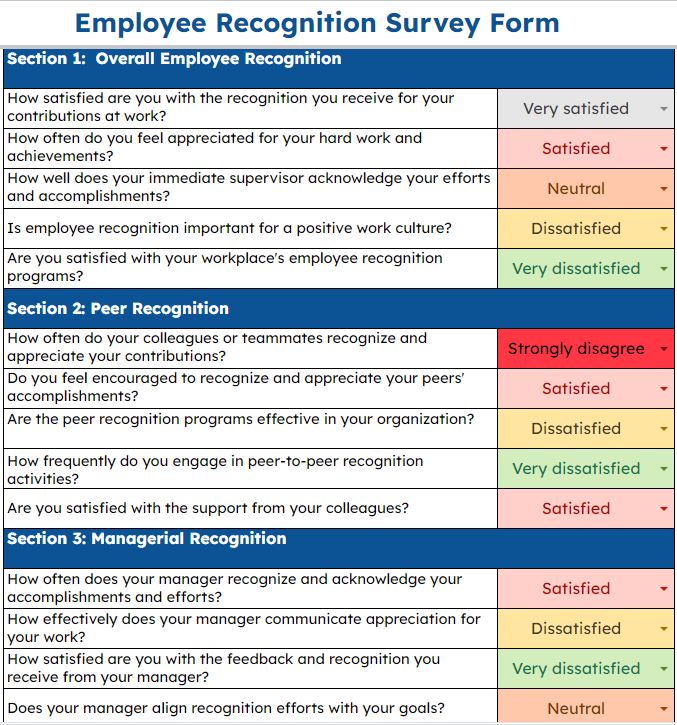 Employee Recognition Survey Form
Section 1:  Overall Employee Recognition
How satisfied are you with the recognition you receive for your
contributions at work?
Very satisfied
How often do you feel appreciated for your hard work and
achievements?
Satisfied
How well does your immediate supervisor acknowledge your efforts
and accomplishments?
Neutral
Is employee recognition important for a positive work culture?
Dissatisfied
Are you satisfied with your workplace's employee recognition
programs?
Very dissatisfied
Section 2: Peer Recognition
How often do your colleagues or teammates recognize and
appreciate your contributions?
Strongly disagree
Do you feel encouraged to recognize and appreciate your peers'
accomplishments?
Satisfied
Are the peer recognition programs effective in your organization?
Dissatisfied
How frequently do you engage in peer-to-peer recognition
activities?
Very dissatisfied
Are you satisfied with the support from your colleagues?
Satisfied
Section 3: Managerial Recognition
How often does your manager recognize and acknowledge your
accomplishments and efforts?
Satisfied
How effectively does your manager communicate appreciation for
your work?
Dissatisfied
How satisfied are you with the feedback and recognition you
receive from your manager?
Very dissatisfied
Does your manager align recognition efforts with your goals?
Neutral